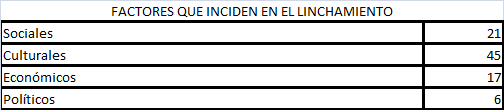 FACTORES QUE INCIDEN EN EL LINCHAMIENTO
Sociales 21
Culturales 45
Económicos 17
Políticos 6